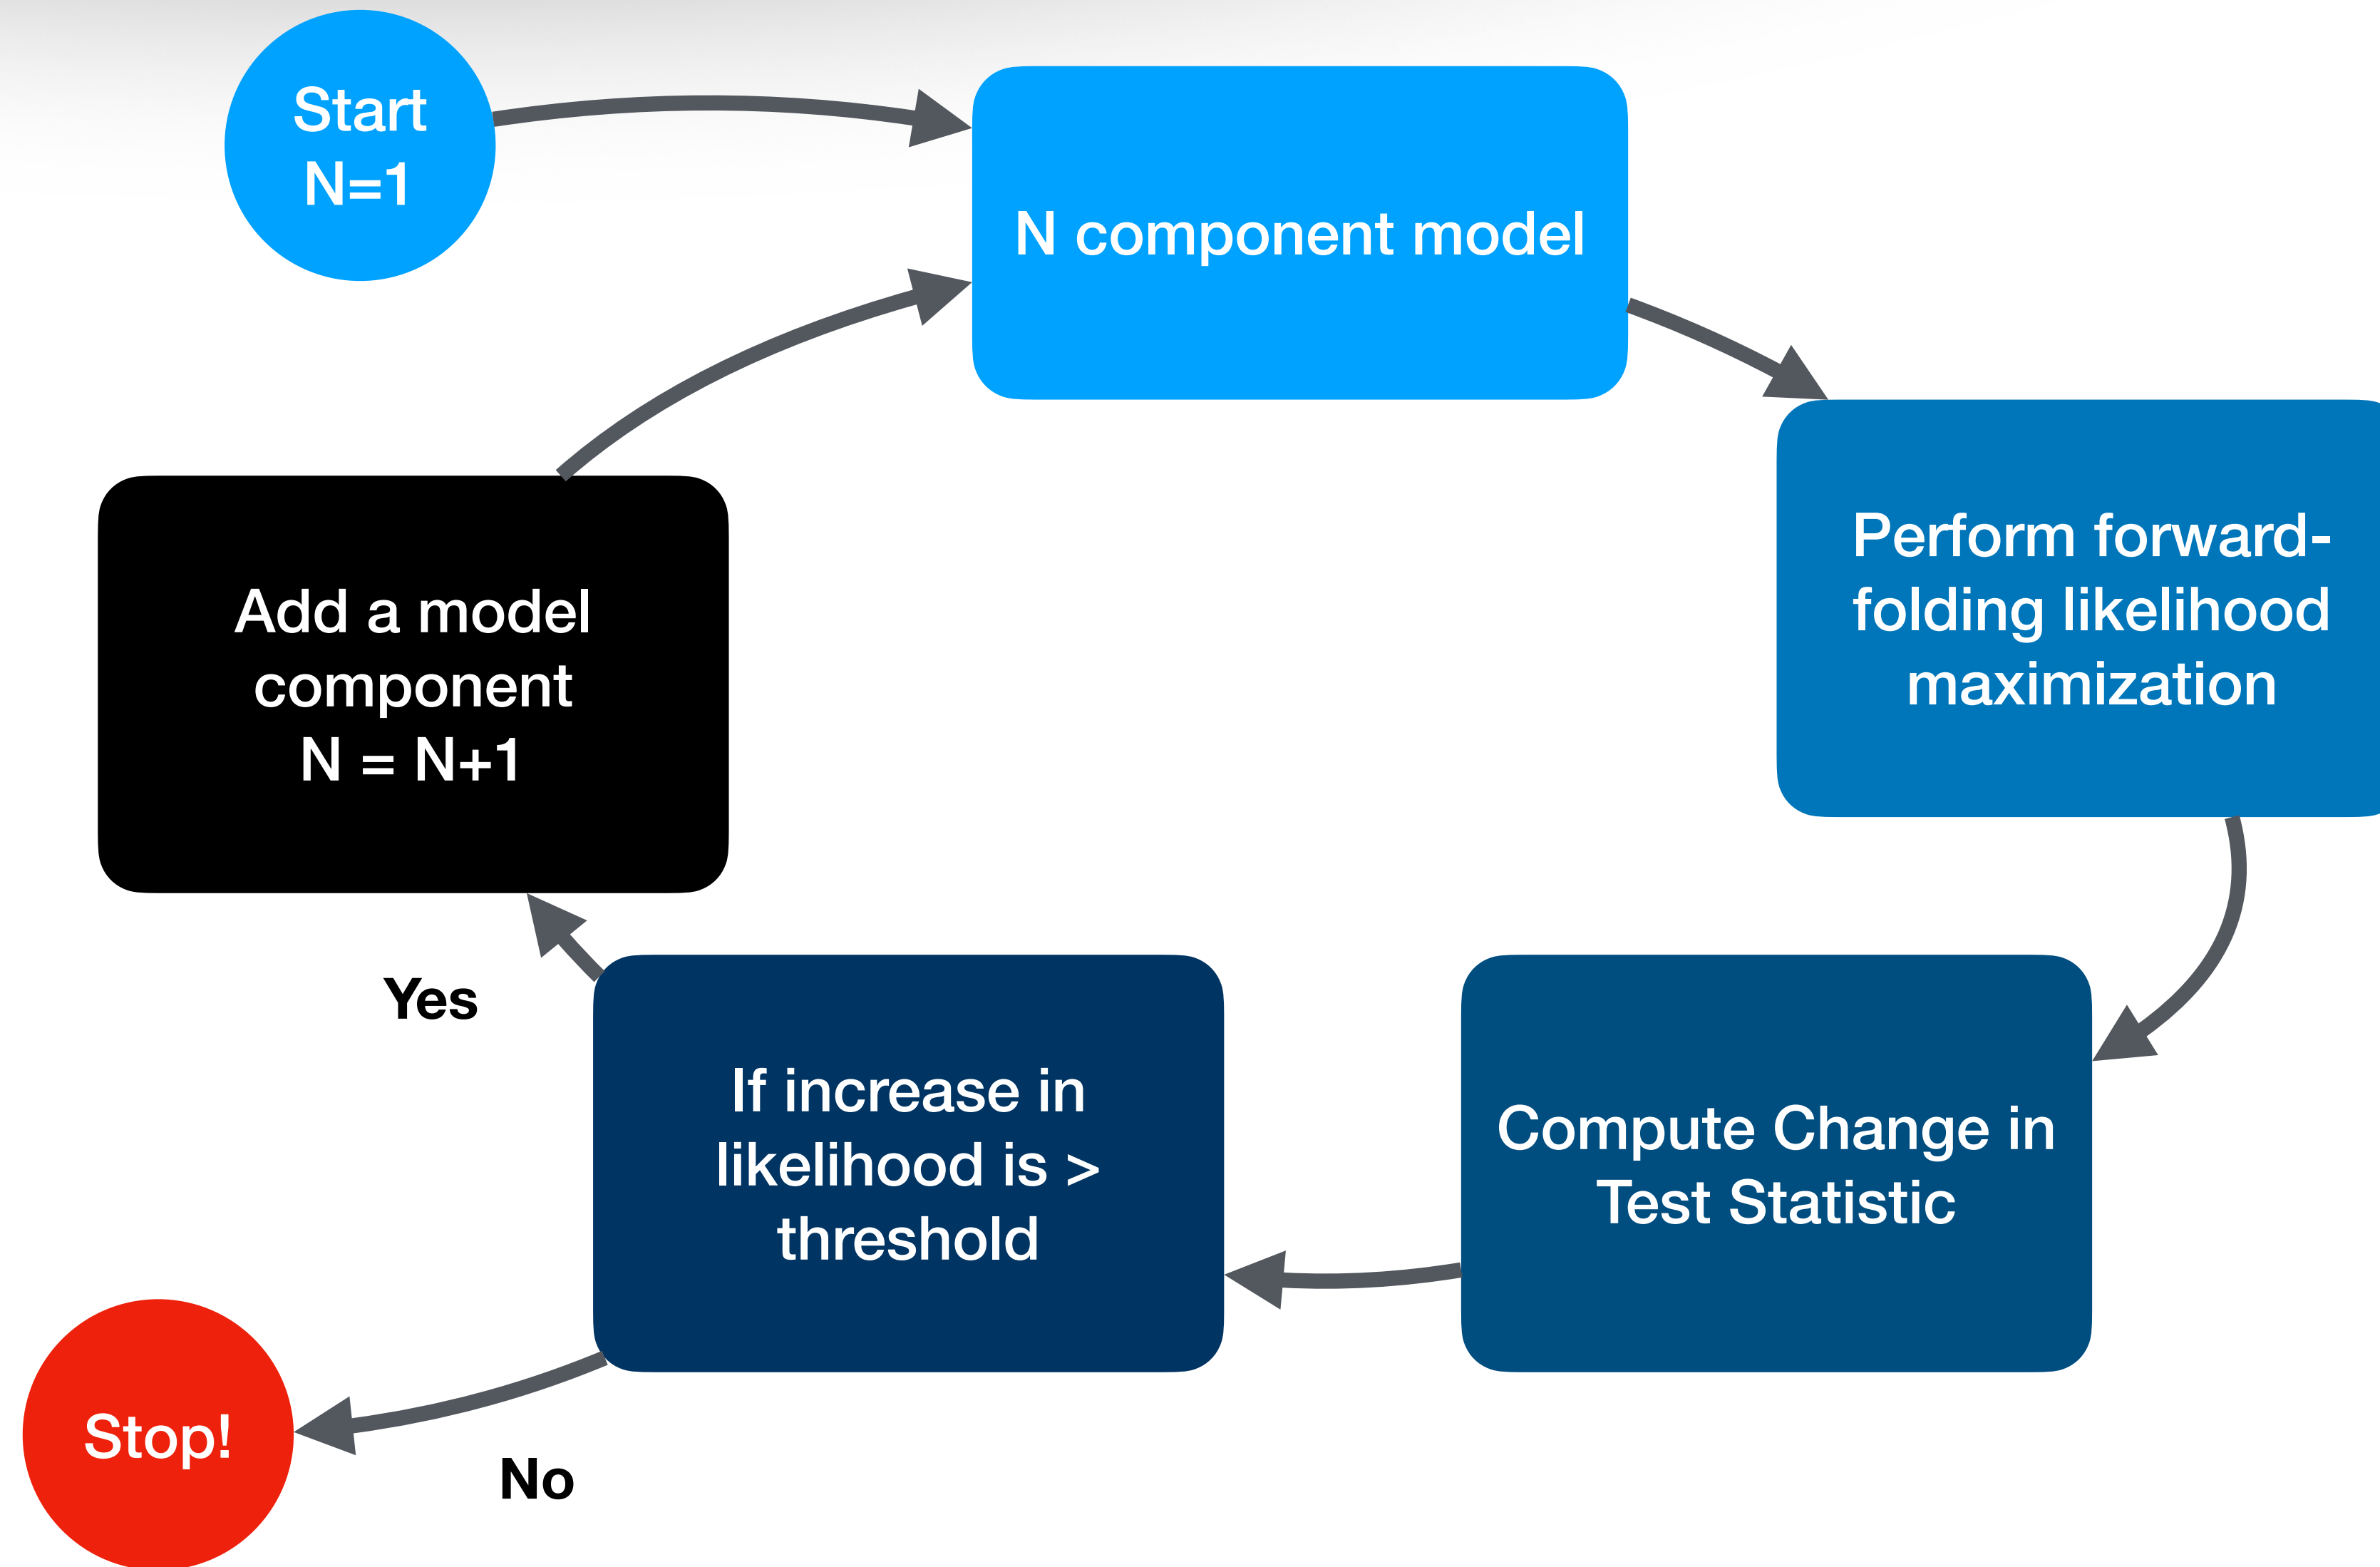 Start
N=1
N component model
Perform forward-
folding likelihood
maximization
Compute Change in
Test Statistic
If increase in
likelihood is >
threshold
Yes
Add a model
component
N = N+1
No
Stop!